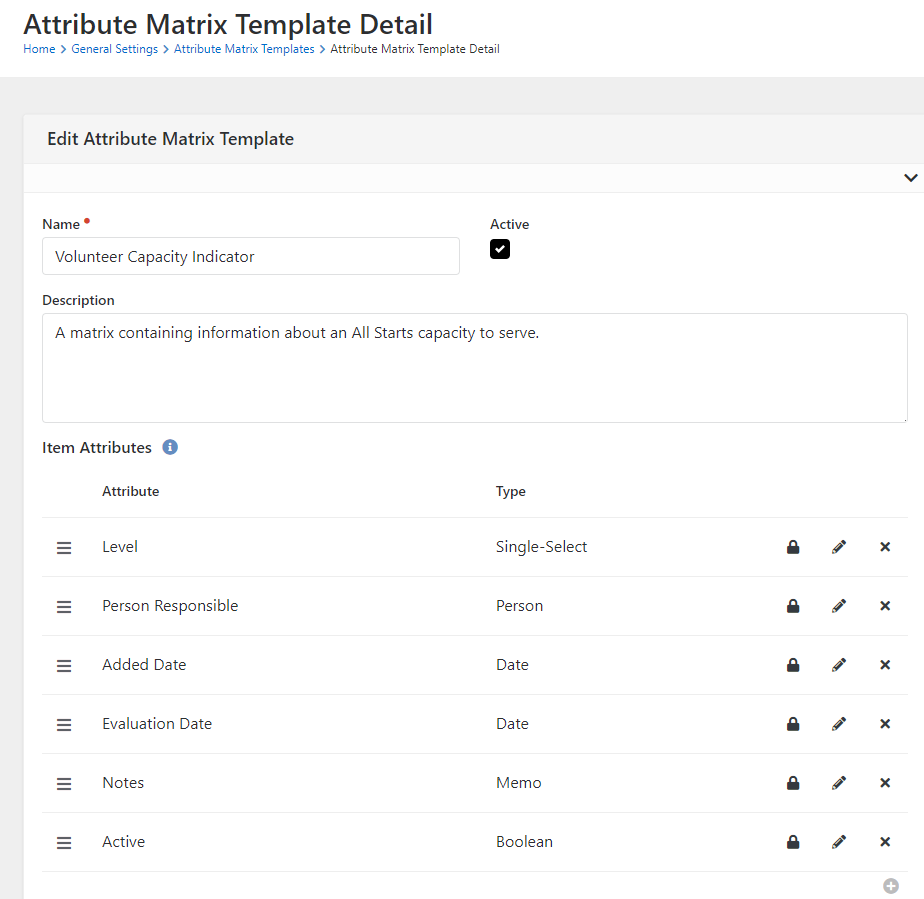 Attribute Matrix Template Detail
Home > General Settings > Attribute Matrix Templates > Attribute Matrix Template Detail
Edit Attribute Matrix Template
Name Active
Volunteer Capacity Indicator
Description
A matrix containing information about an All Starts capacity to serve.
Item Attributes
Attribute Type
Level Single-Select
Person Responsible Person
Added Date Date
Evaluation Date Date
Notes Memo
Active Boolean